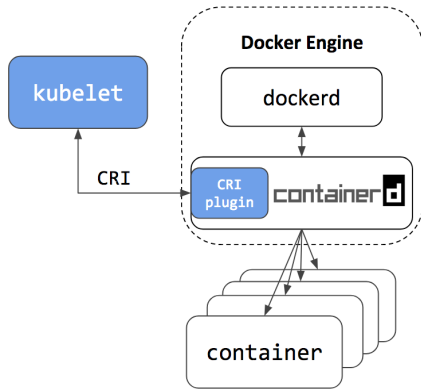 Docker Engine
kubelet
dockerd
CRI
CRI
plugin
containerd
container